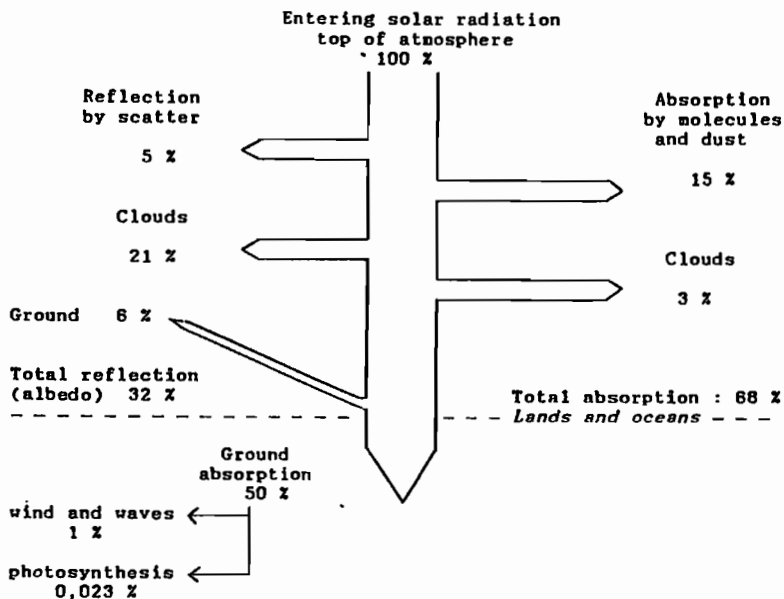 Entering solar radiation
top of atmosphere
100 %
Reflection
by scatter
5 %
Absorption
by molecules
and dust
15 %
Clouds
21 %
Clouds
3 %
Ground 6 %
Total reflection
(albedo) 32 %
Total absorption : 68 %
Lands and oceans
Ground
absorption
50 %
wind and waves
1 %
photosynthesis
0,023 %